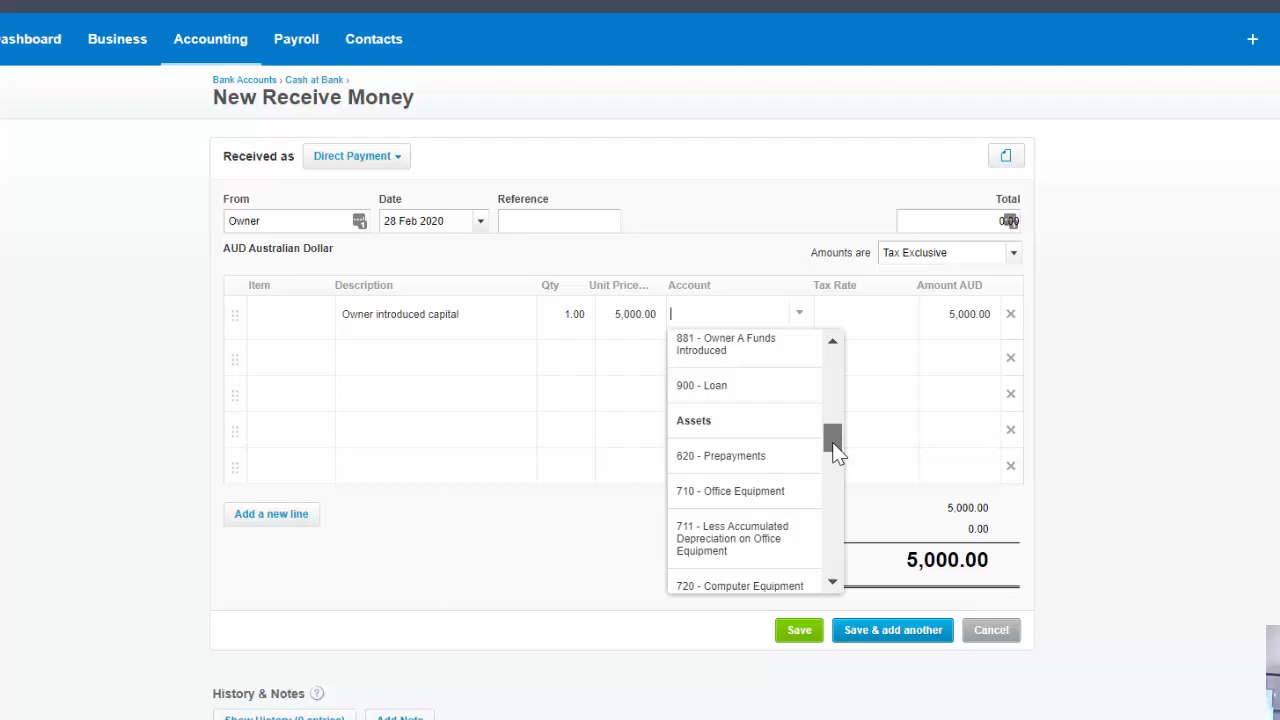 ashboard Business Accounting Payroll Contacts +
Bank Accounts › Cash at Bank ›
New Receive Money
Received as Direct Payment
From Date Reference Total
Owner 28 Feb 2020 0.00
AUD Australian Dollar
Amounts are Tax Exclusive
Item Description Qty Unit Price... Account Tax Rate Amount AUD
Owner introduced capital 1.00 5,000.00 5,000.00
881 - Owner A Funds
Introduced
900 - Loan
Assets
620 - Prepayments
710 - Office Equipment
711 - Less Accumulated
Depreciation on Office
Equipment
720 - Computer Equipment
Add a new line
5,000.00
0.00
5,000.00
Save Save & add another Cancel
History & Notes ?
Show History (0 entries) Add Note